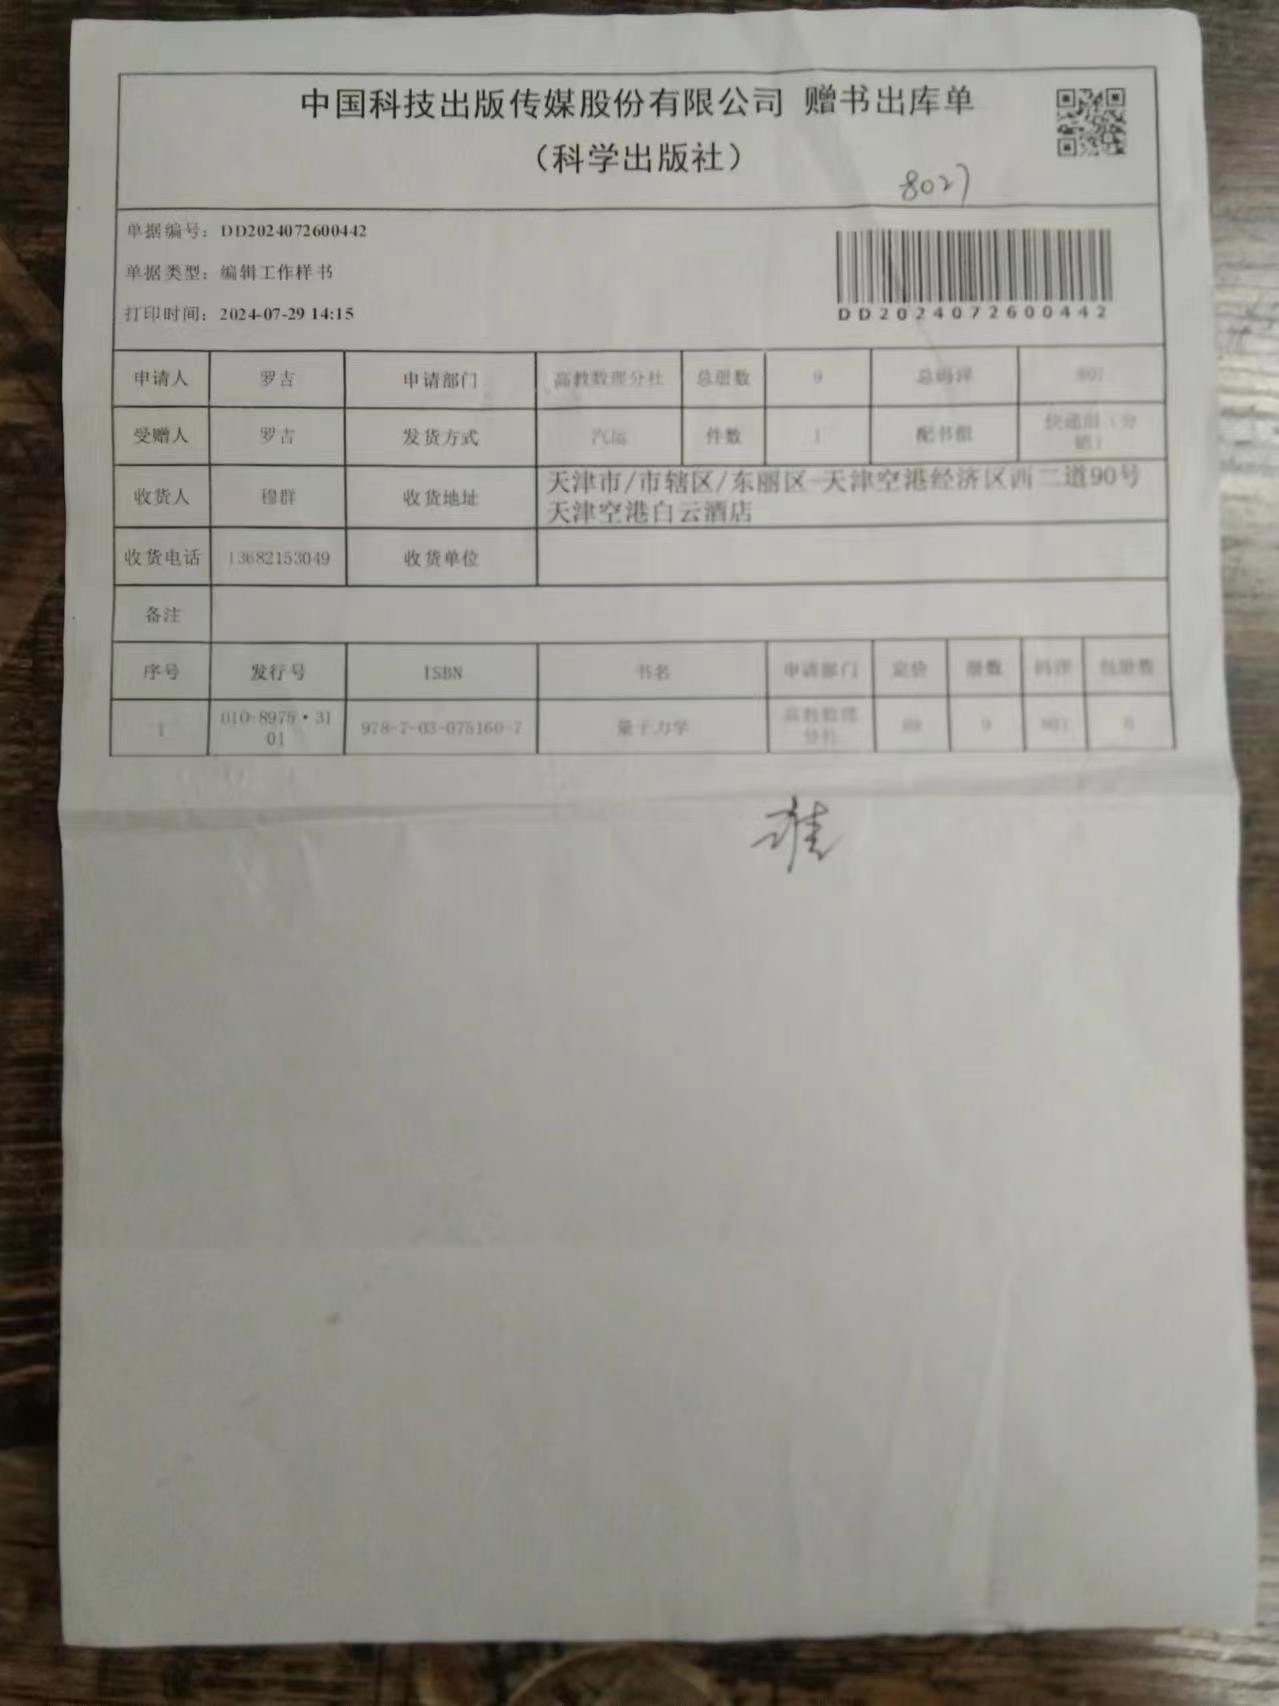 中国科技出版传媒股份有限公司 赠书出库单
（科学出版社）
8027
单据编号：DD2024072600442
单据类型：编辑工作样书
打印时间：2024-07-29 14:15
DD2024072600442
申请人 罗吉 申请部门 高教数理分社 总册数 9 总码洋 801
受赠人 罗吉 发货方式 汽运 件数 1 配书组 快递组（分
销）
收货人 穆群 收货地址 天津市/市辖区/东丽区-天津空港经济区西二道90号
天津空港白云酒店
收货电话 13682153049 收货单位
备注
序号 发行号 ISBN 书名 申请部门 定价 册数 码洋 包册数
1 010-8975·31
01 978-7-03-075160-7 量子力学 高教数理
分社 89 9 801